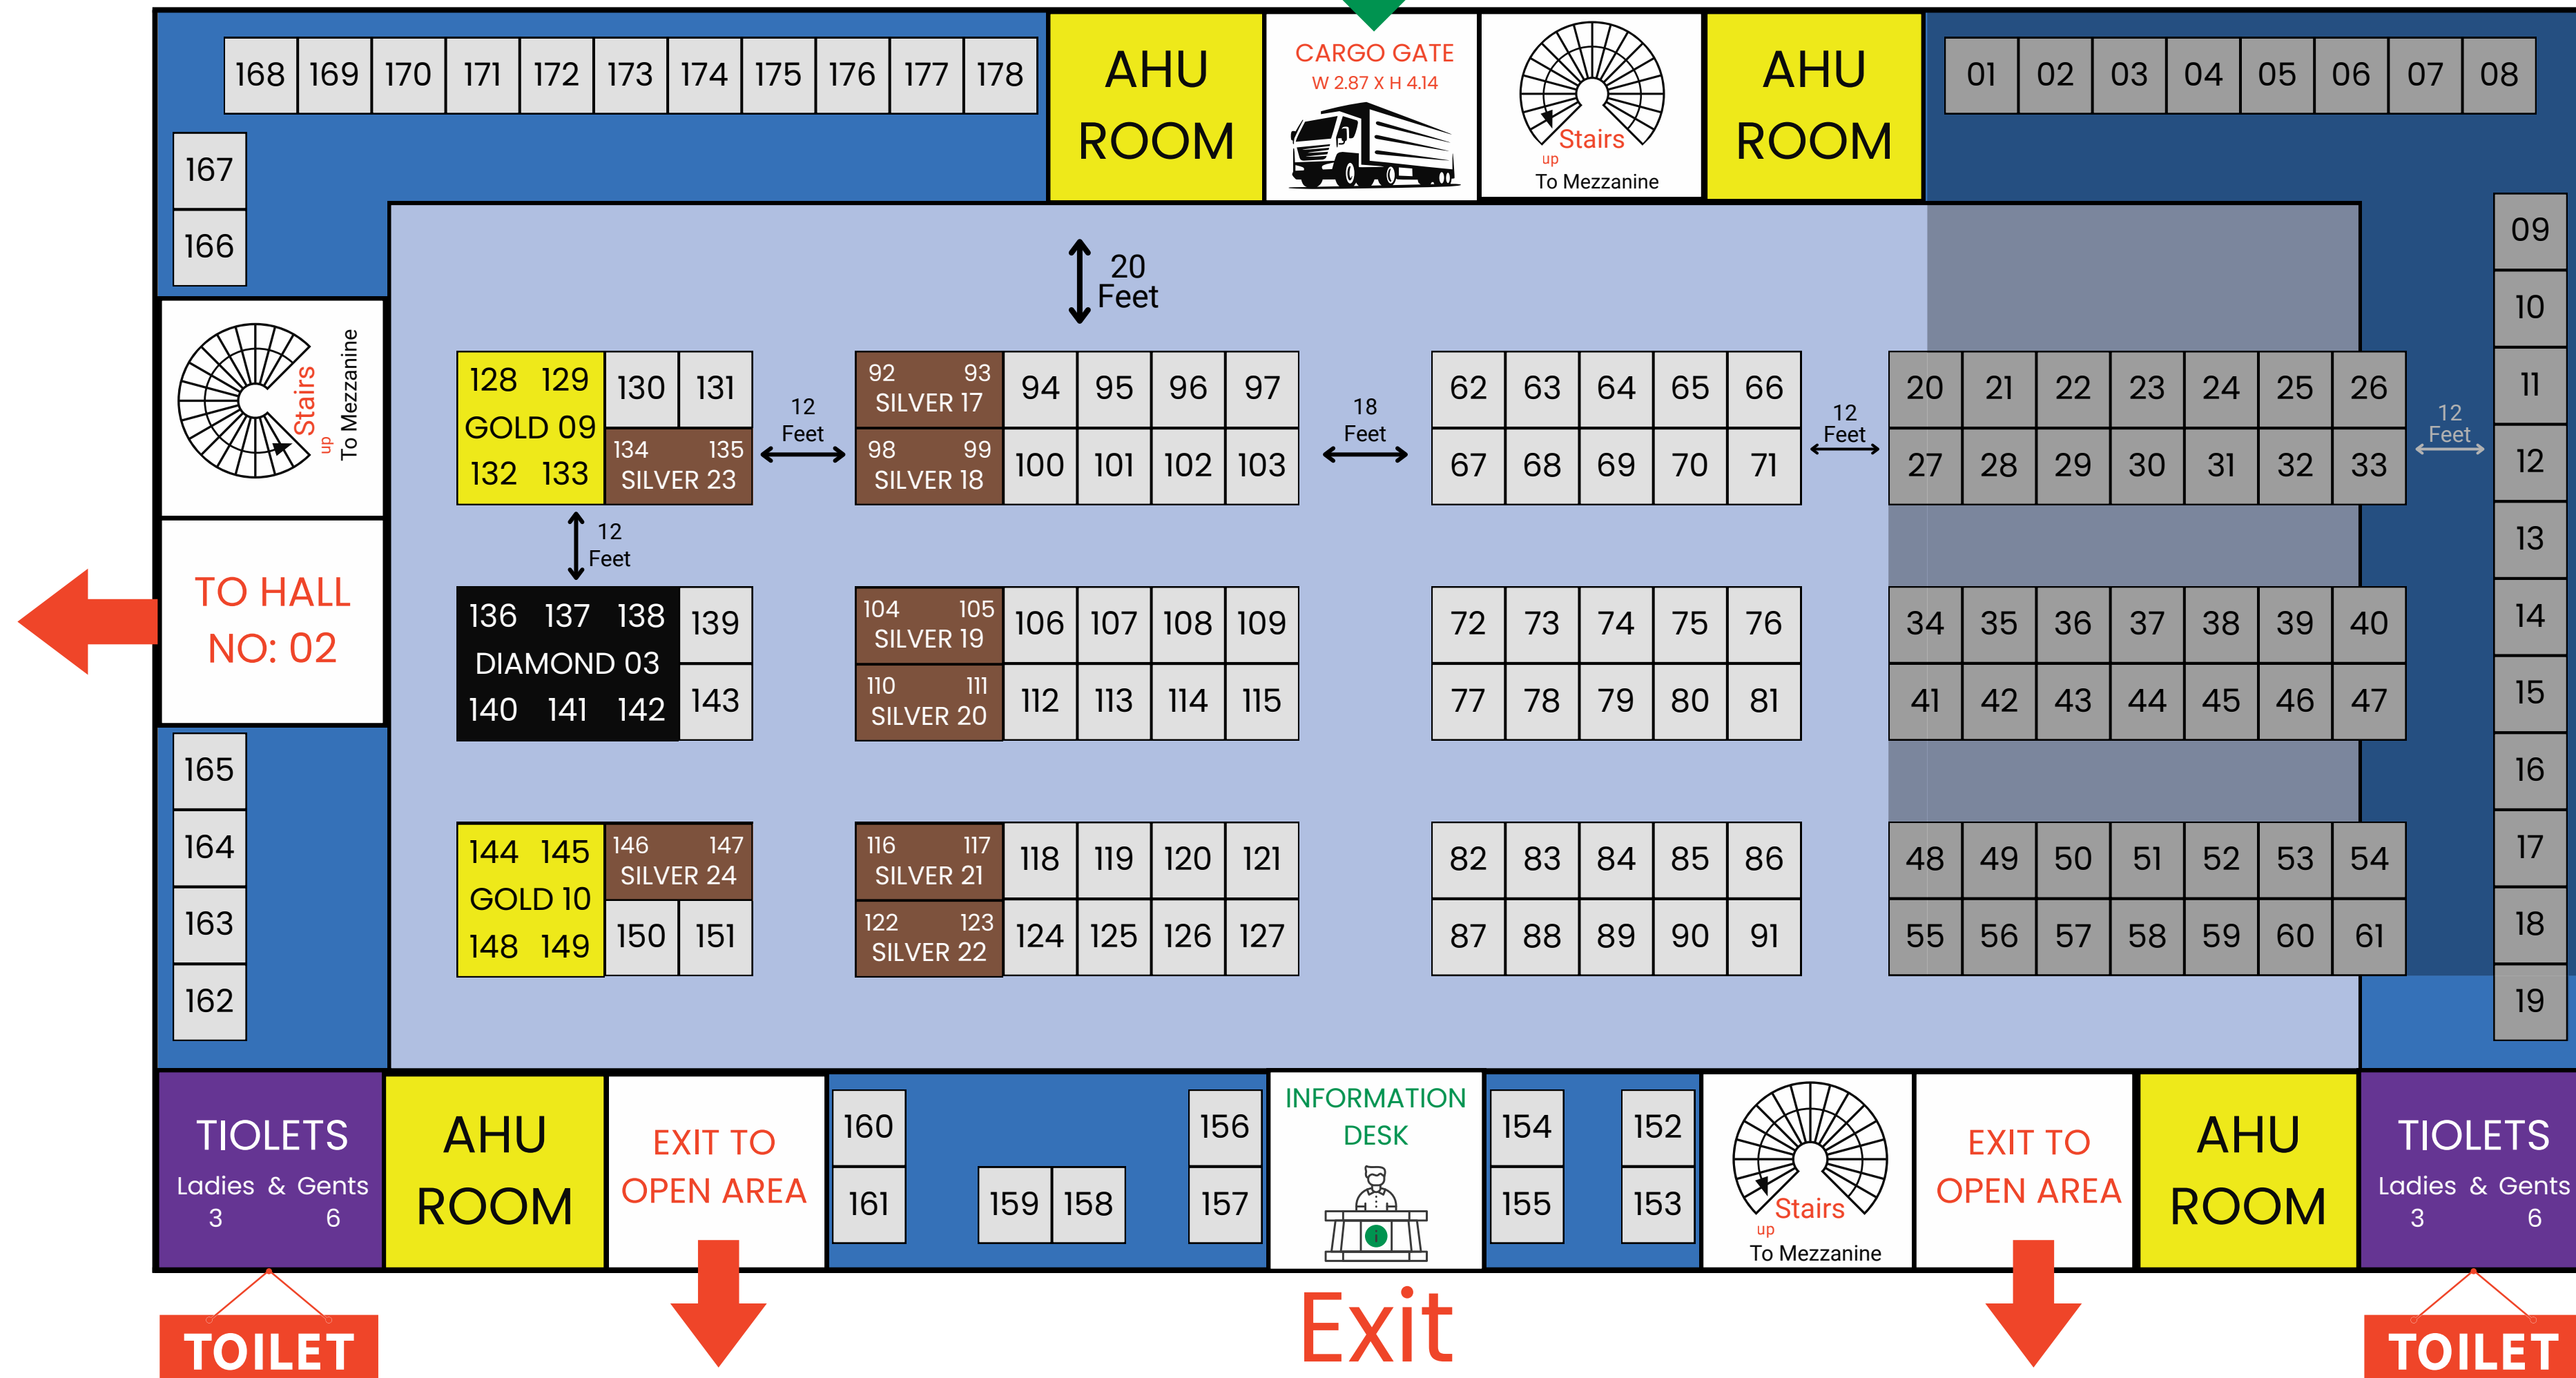 168 169 170 171 172 173 174 175 176 177 178
AHU
ROOM
CARGO GATE
W 2.87 X H 4.14
Stairs
up
To Mezzanine
AHU
ROOM
01 02 03 04 05 06 07 08
167
166
Stairs
up
To Mezzanine
TO HALL
NO: 02
165
164
163
162
20
Feet
128 129
GOLD 09
132 133
130 131
134 135
SILVER 23
12
Feet
92 93
SILVER 17
98 99
SILVER 18
94 95 96 97
100 101 102 103
18
Feet
62 63 64 65 66
67 68 69 70 71
12
Feet
20 21 22 23 24 25 26
27 28 29 30 31 32 33
12
Feet
09
10
11
12
13
14
15
16
17
18
19
12
Feet
136 137 138
DIAMOND 03
140 141 142
139
143
104 105
SILVER 19
110 111
SILVER 20
106 107 108 109
112 113 114 115
72 73 74 75 76
77 78 79 80 81
34 35 36 37 38 39 40
41 42 43 44 45 46 47
144 145
GOLD 10
148 149
146 147
SILVER 24
150 151
116 117
SILVER 21
122 123
SILVER 22
118 119 120 121
124 125 126 127
82 83 84 85 86
87 88 89 90 91
48 49 50 51 52 53 54
55 56 57 58 59 60 61
TIOLETS
Ladies & Gents
3 6
AHU
ROOM
EXIT TO
OPEN AREA
160
161
159 158
156
157
INFORMATION
DESK
i
154
155
152
153
Stairs
up
To Mezzanine
EXIT TO
OPEN AREA
AHU
ROOM
TIOLETS
Ladies & Gents
3 6
TOILET
Exit
TOILET